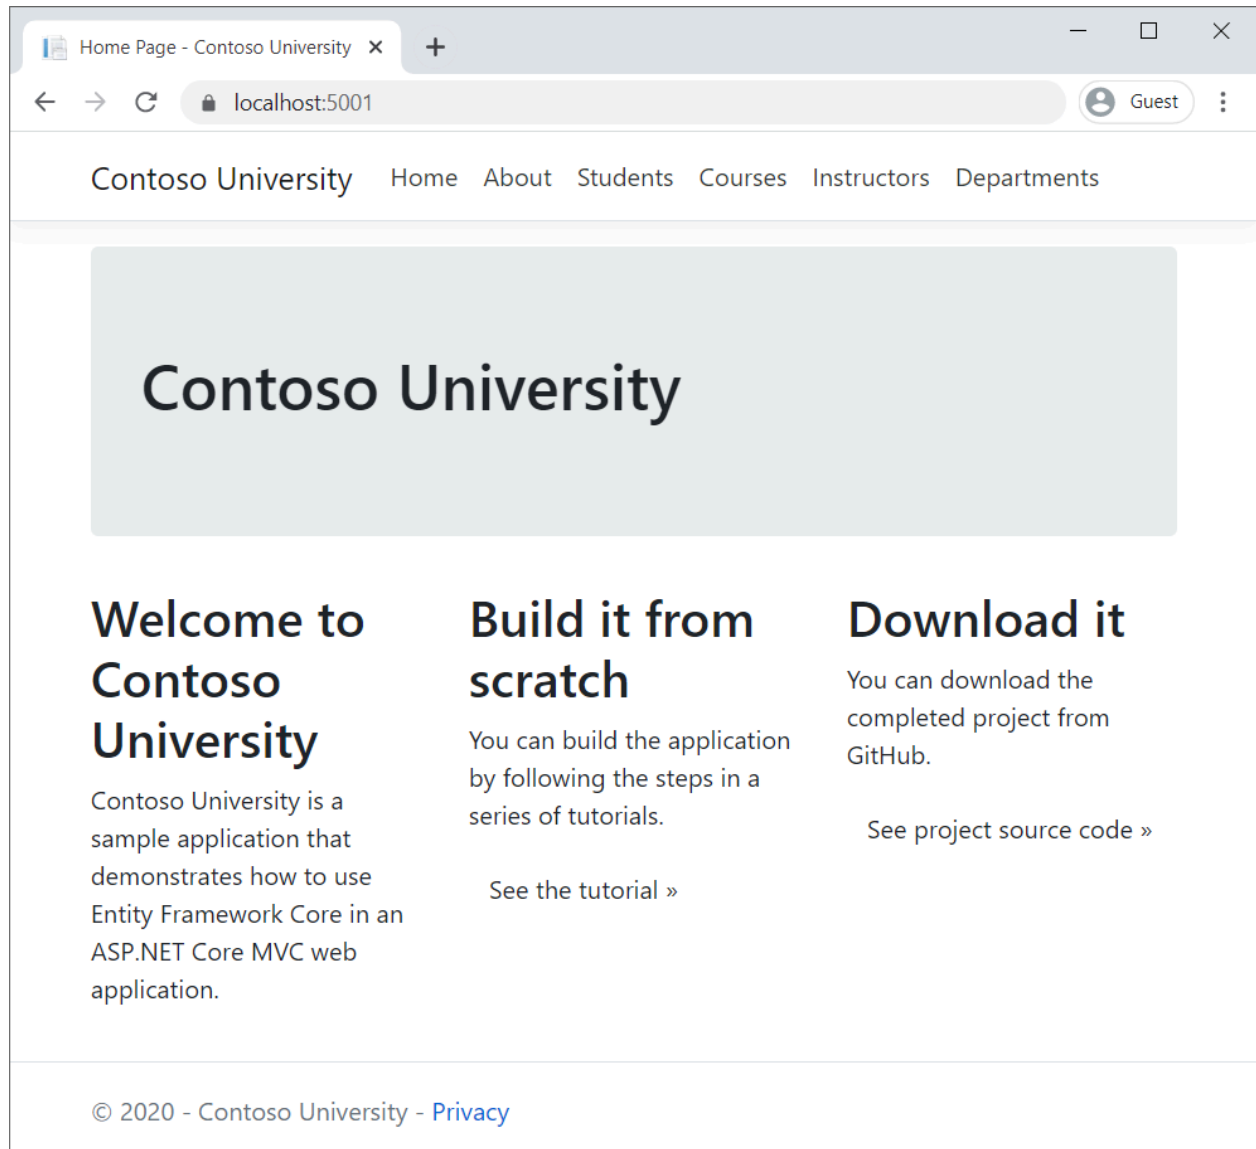 Home Page - Contoso University
localhost:5001
Guest
Contoso University Home About Students Courses Instructors Departments
Contoso University
Welcome to
Contoso
University
Contoso University is a
sample application that
demonstrates how to use
Entity Framework Core in an
ASP.NET Core MVC web
application.
Build it from
scratch
You can build the application
by following the steps in a
series of tutorials.
See the tutorial »
Download it
You can download the
completed project from
GitHub.
See project source code »
© 2020 - Contoso University - Privacy